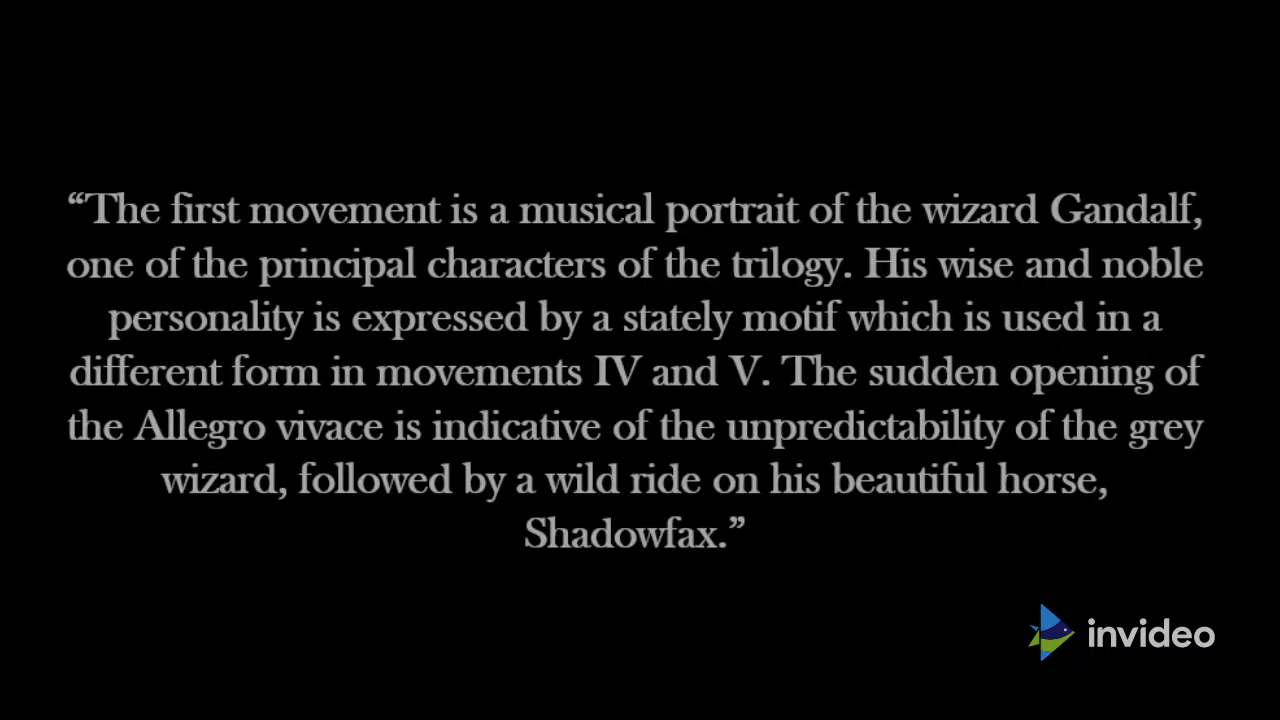 “The first movement is a musical portrait of the wizard Gandalf,
one of the principal characters of the trilogy. His wise and noble
personality is expressed by a stately motif which is used in a
different form in movements IV and V. The sudden opening of
the Allegro vivace is indicative of the unpredictability of the grey
wizard, followed by a wild ride on his beautiful horse,
Shadowfax.”
invideo